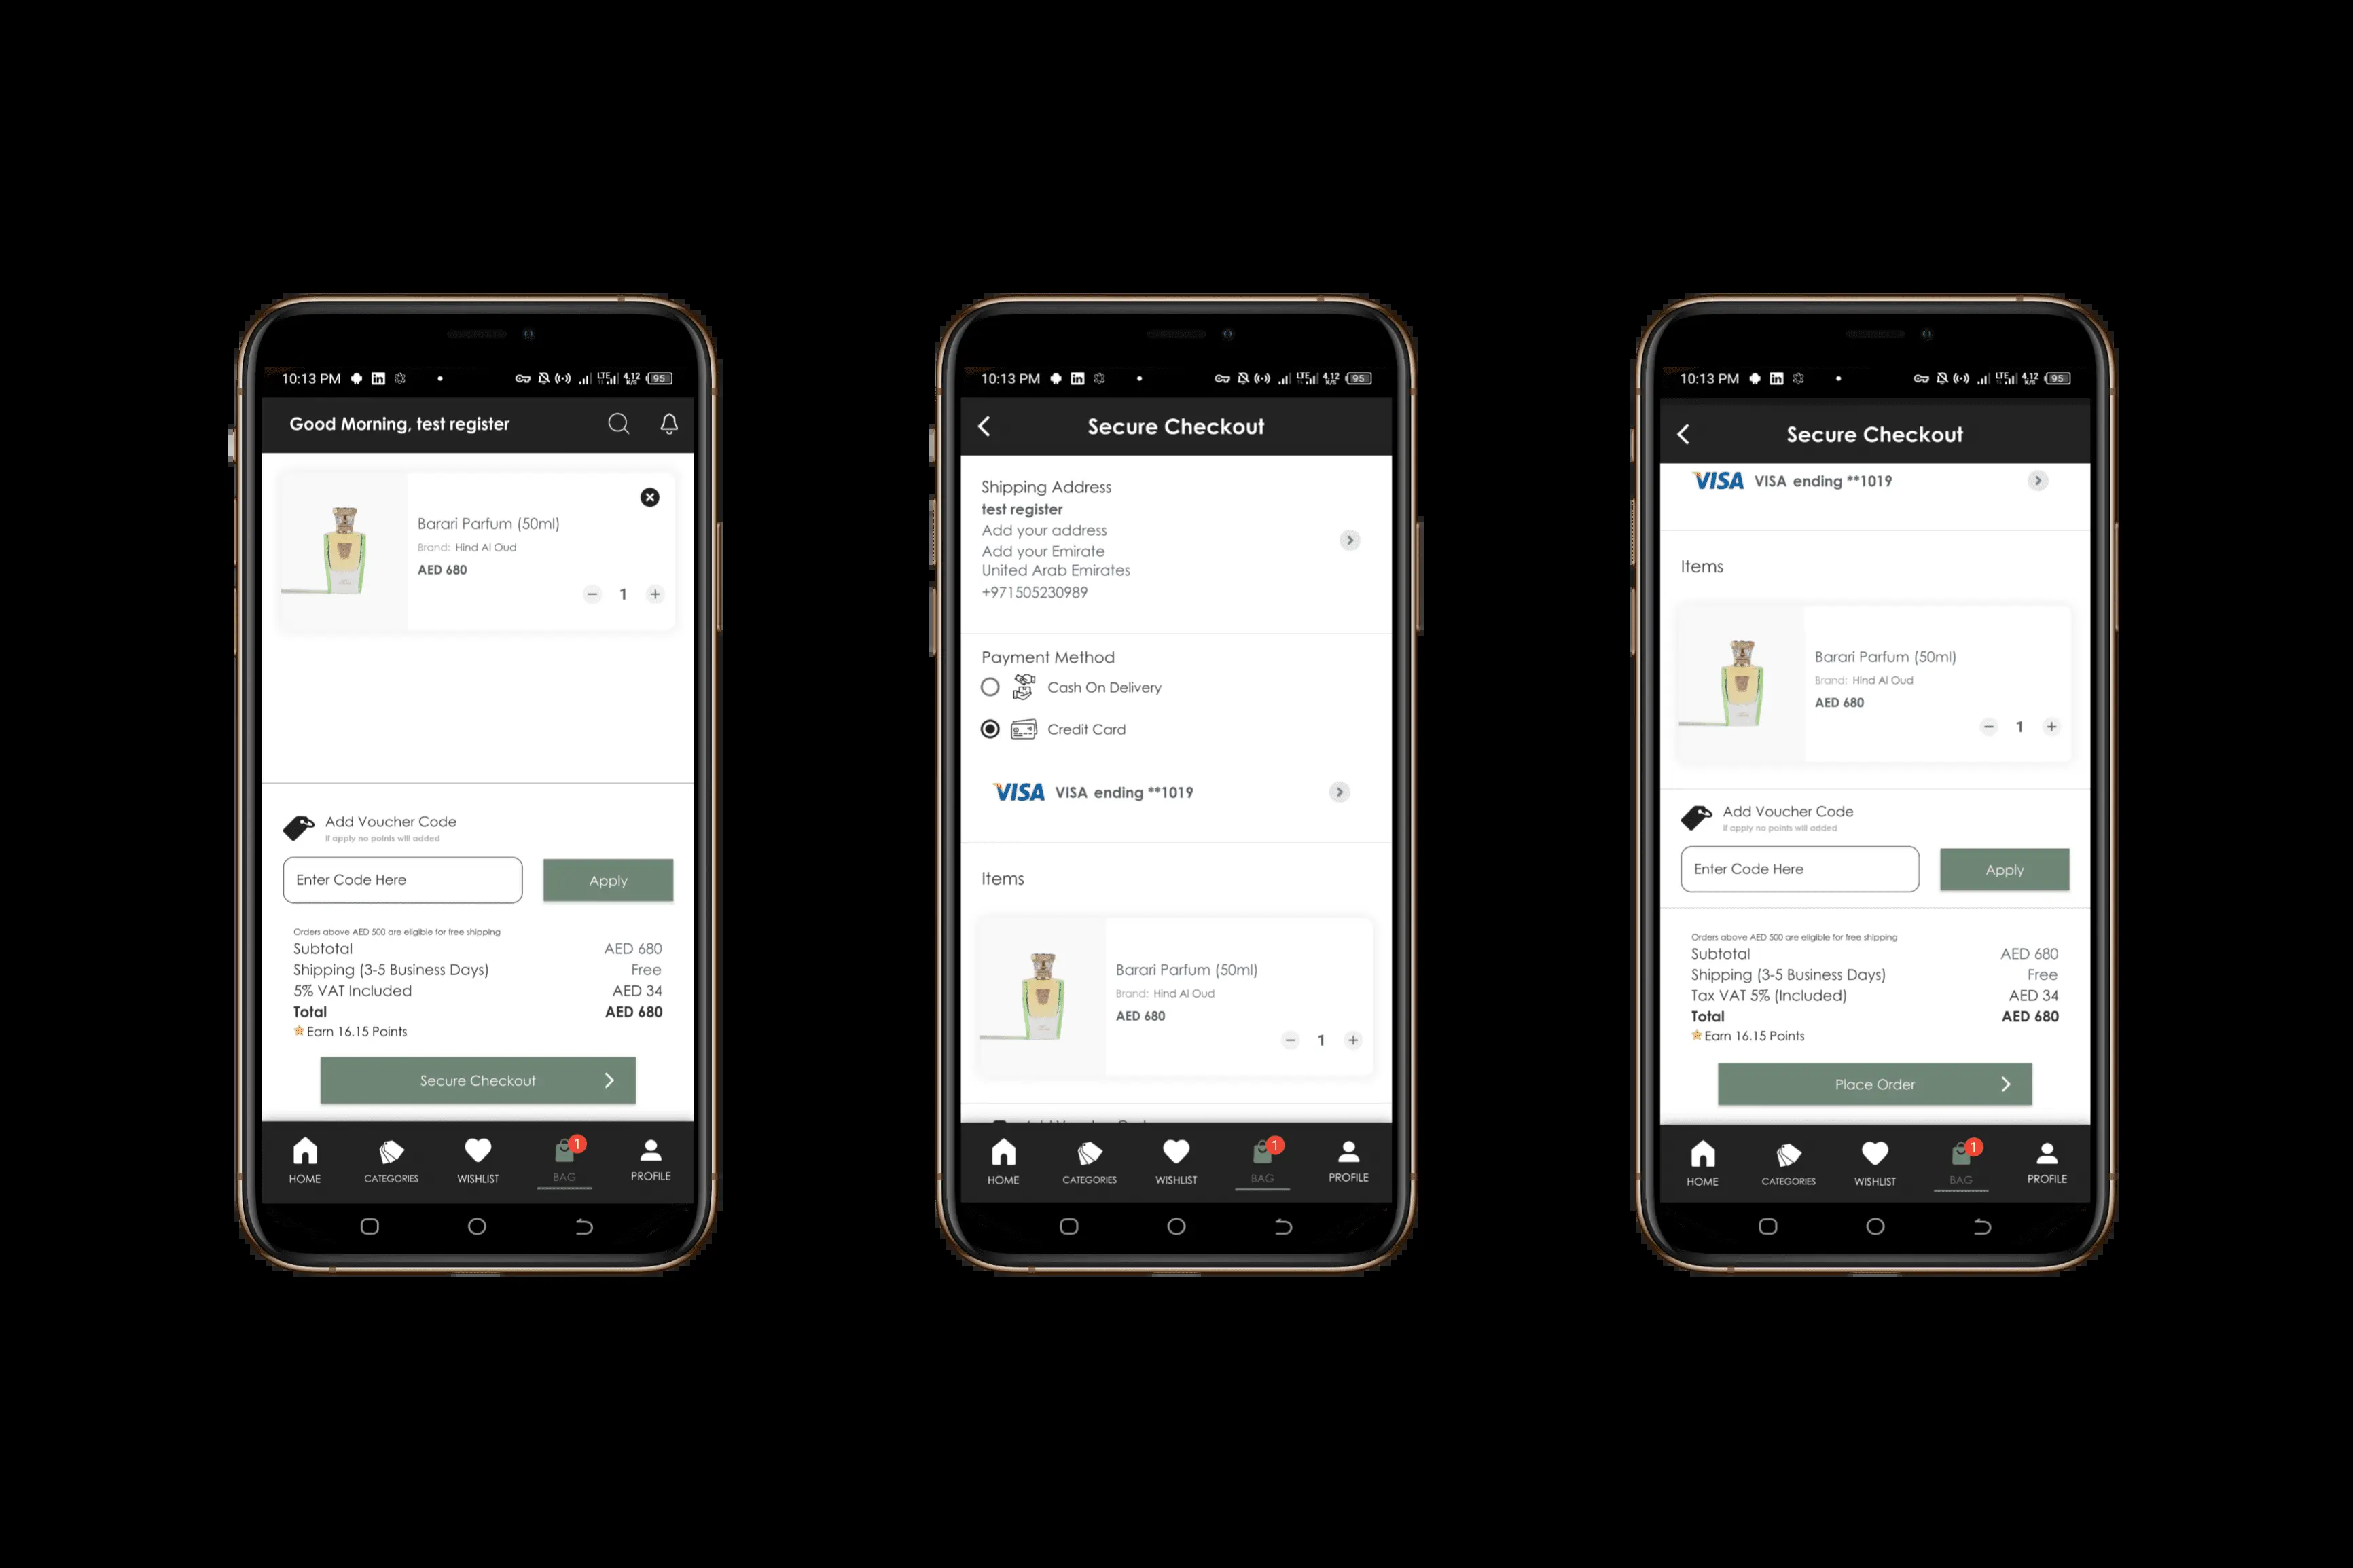 10:13 PM
LTE
4.12
K/S
95
Good Morning, test register
Barari Parfum (50ml)
Brand: Hind Al Oud
AED 680
1
Add Voucher Code
If apply no points will added
Enter Code Here
Apply
Orders above AED 500 are eligible for free shipping
Subtotal AED 680
Shipping (3-5 Business Days) Free
5% VAT Included AED 34
Total AED 680
Earn 16.15 Points
Secure Checkout
1
HOME CATEGORIES WISHLIST BAG PROFILE
10:13 PM
LTE
4.12
K/S
95
Secure Checkout
Shipping Address
test register
Add your address
Add your Emirate
United Arab Emirates
+971505230989
Payment Method
Cash On Delivery
Credit Card
VISA VISA ending **1019
Items
Barari Parfum (50ml)
Brand: Hind Al Oud
AED 680
1
1
HOME CATEGORIES WISHLIST BAG PROFILE
10:13 PM
LTE
4.12
K/S
95
Secure Checkout
VISA VISA ending **1019
Items
Barari Parfum (50ml)
Brand: Hind Al Oud
AED 680
1
Add Voucher Code
If apply no points will added
Enter Code Here
Apply
Orders above AED 500 are eligible for free shipping
Subtotal AED 680
Shipping (3-5 Business Days) Free
Tax VAT 5% (Included) AED 34
Total AED 680
Earn 16.15 Points
Place Order
1
HOME CATEGORIES WISHLIST BAG PROFILE